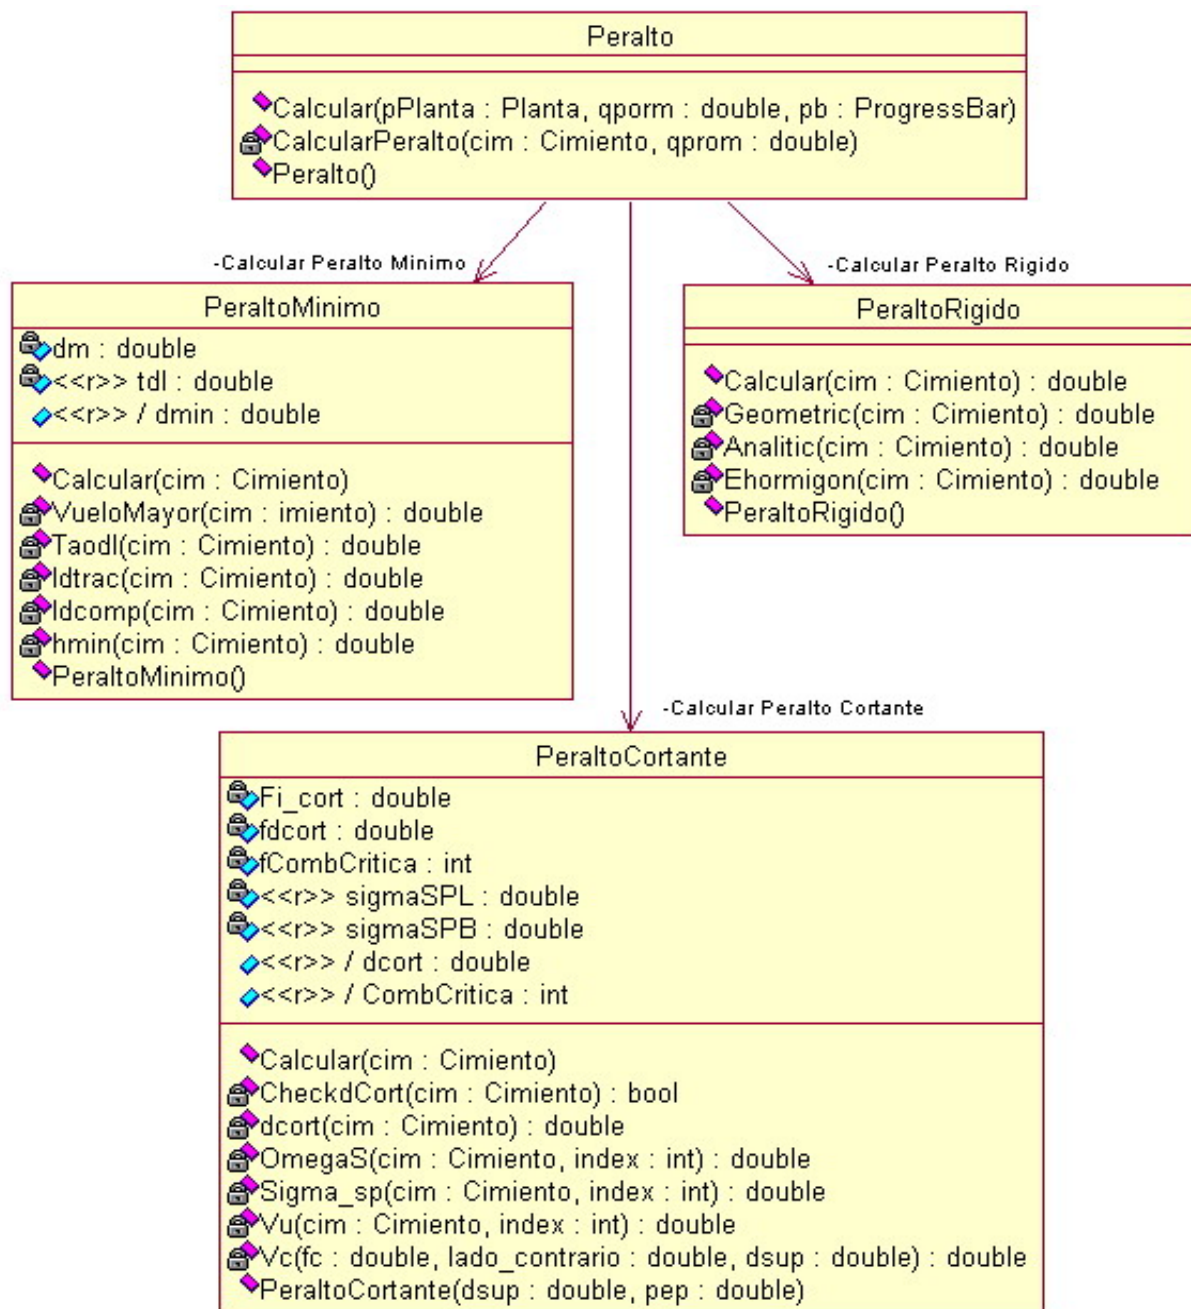 Peralto
Calcular(pPlanta : Planta, qporm : double, pb : ProgressBar)
CalcularPeralto(cim : Cimiento, qprom : double)
Peralto()
-Calcular Peralto Minimo
PeraltoMinimo
dm : double
<<r>> tdl : double
<<r>> / dmin : double
Calcular(cim : Cimiento)
VueloMayor(cim : imiento) : double
Taodl(cim : Cimiento) : double
ldtrac(cim : Cimiento) : double
ldcomp(cim : Cimiento) : double
hmin(cim : Cimiento) : double
PeraltoMinimo()
-Calcular Peralto Rigido
PeraltoRigido
Calcular(cim : Cimiento) : double
Geometric(cim : Cimiento) : double
Analitic(cim : Cimiento) : double
Ehormigon(cim : Cimiento) : double
PeraltoRigido()
-Calcular Peralto Cortante
PeraltoCortante
Fi_cort : double
fdcort : double
fCombCritica : int
<<r>> sigmaSPL : double
<<r>> sigmaSPB : double
<<r>> / dcort : double
<<r>> / CombCritica : int
Calcular(cim : Cimiento)
CheckdCort(cim : Cimiento) : bool
dcort(cim : Cimiento) : double
OmegaS(cim : Cimiento, index : int) : double
Sigma_sp(cim : Cimiento, index : int) : double
Vu(cim : Cimiento, index : int) : double
Vc(fc : double, lado_contrario : double, dsup : double) : double
PeraltoCortante(dsup : double, pep : double)